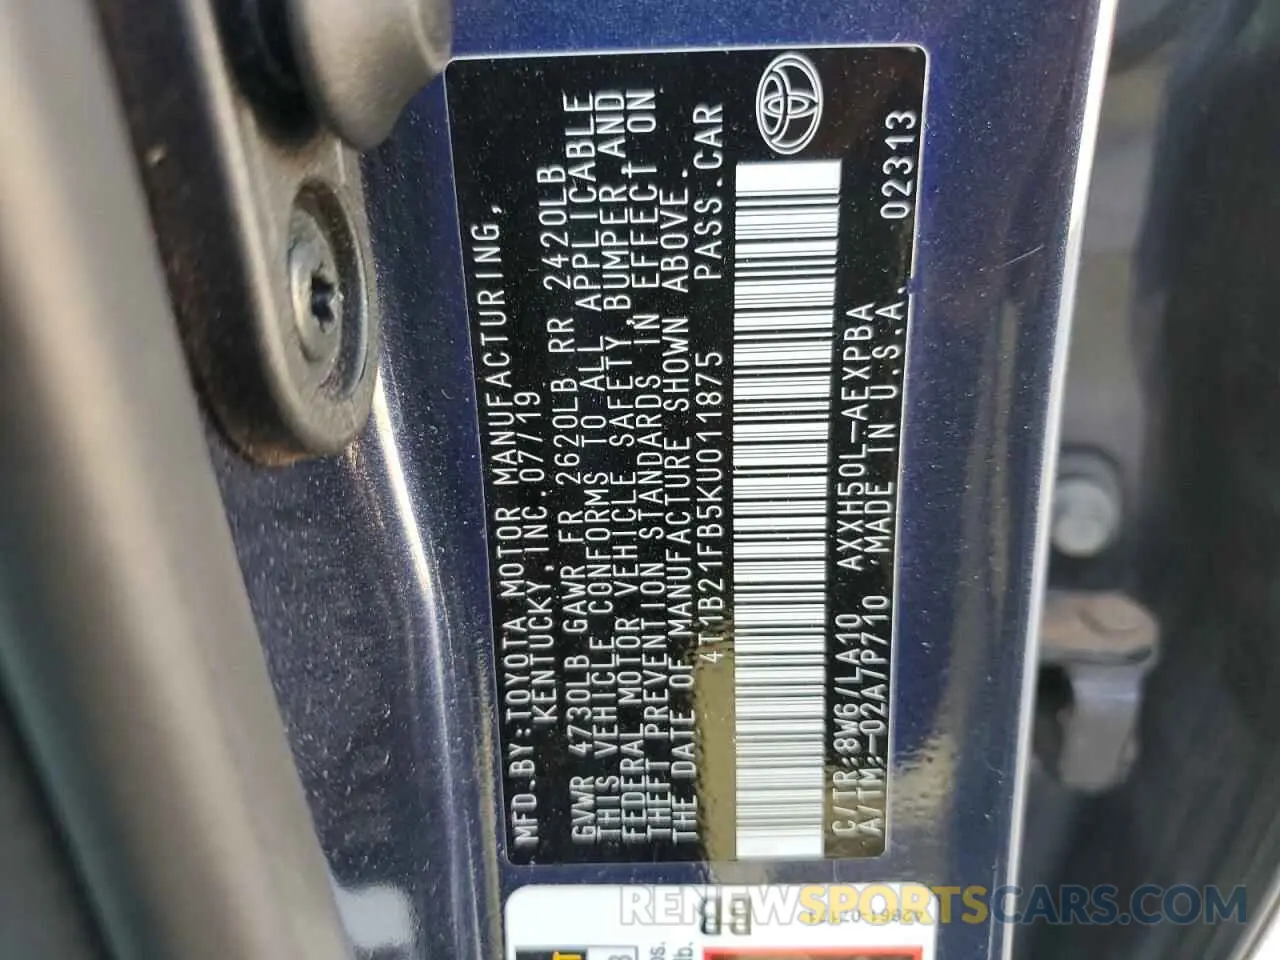 MFD.BY:TOYOTA MOTOR MANUFACTURING,
KENTUCKY, INC. 07/19
GVWR 4730LB GAWR FR 2620LB RR 2420LB
THIS VEHICLE CONFORMS TO ALL APPLICABLE
FEDERAL MOTOR VEHICLE SAFETY, BUMPER AND
THEFT PREVENTION STANDARDS IN EFFECT ON
THE DATE OF MANUFACTURE SHOWN ABOVE.
4T1B21FB5KU011875 PASS.CAR
C/TR:8W6/LA10 AXXH50L-AEXPBA
A/TM:-02A/P710 ,MADE IN U.S.A. 02313
RENEWSPORTSCARS.COM